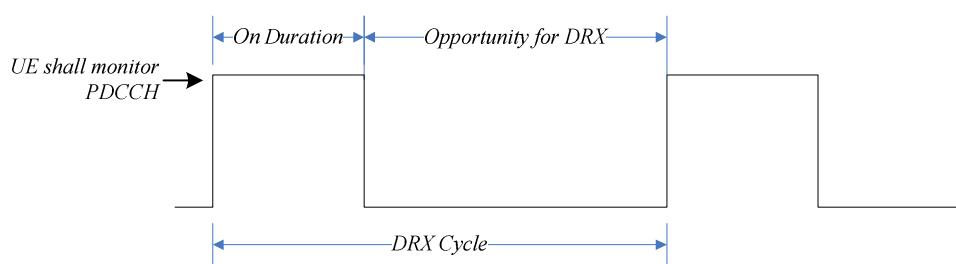 On Duration
Opportunity for DRX
UE shall monitor
PDCCH
DRX Cycle